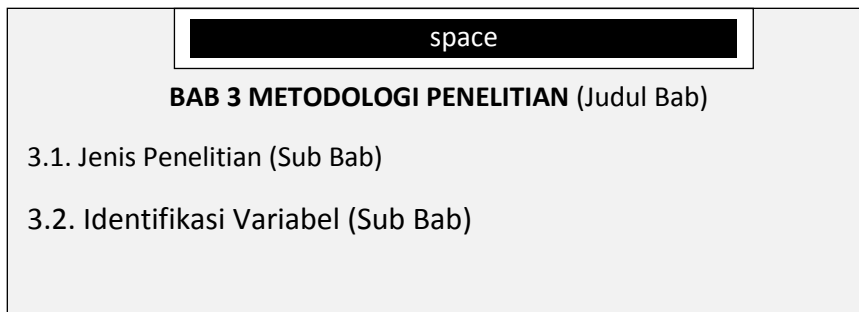 space
BAB 3 METODOLOGI PENELITIAN (Judul Bab)
3.1. Jenis Penelitian (Sub Bab)
3.2. Identifikasi Variabel (Sub Bab)